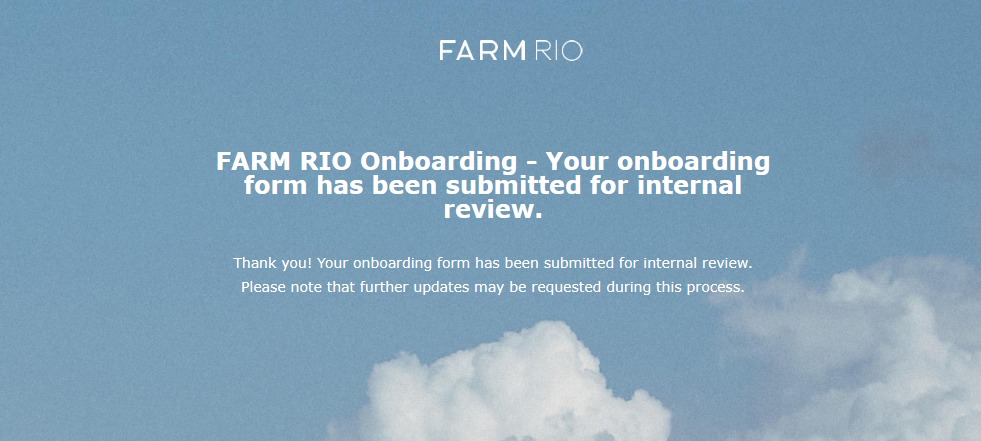 FARM RIO
FARM RIO Onboarding - Your onboarding
form has been submitted for internal
review.
Thank you! Your onboarding form has been submitted for internal review.
Please note that further updates may be requested during this process.